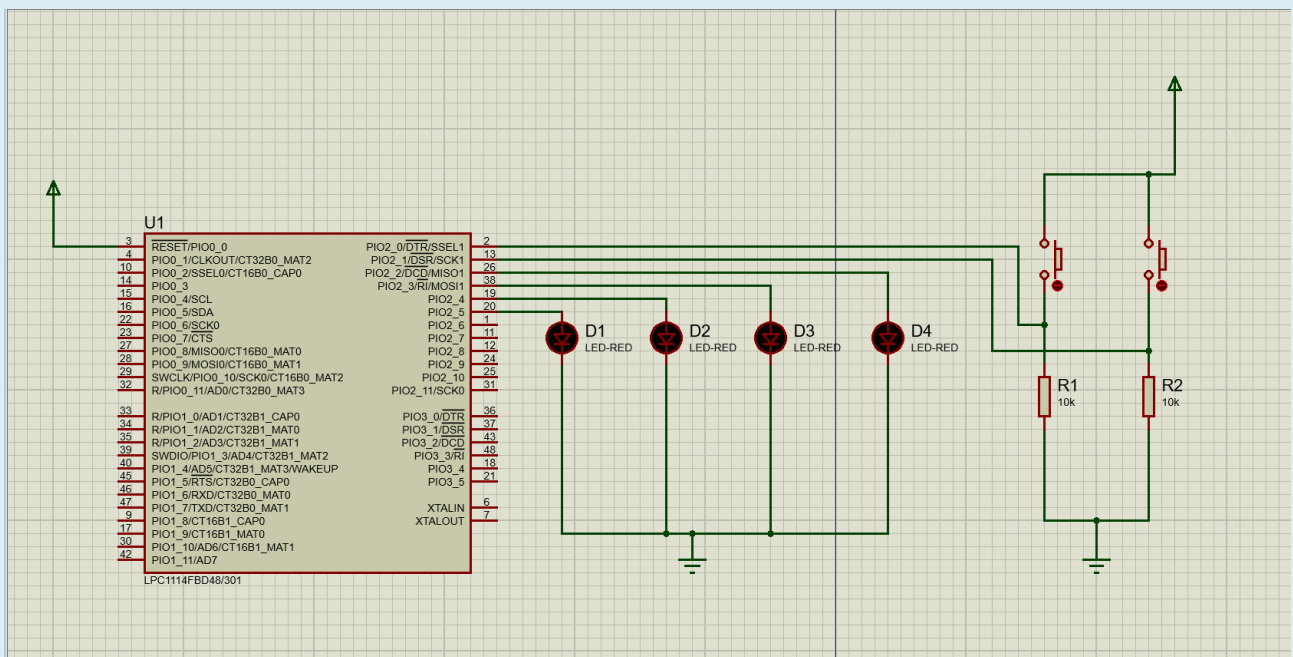 U1
3 RESET/PIO0_0
4 PIO0_1/CLKOUT/CT32B0_MAT2
10 PIO0_2/SSEL0/CT16B0_CAP0
14 PIO0_3
15 PIO0_4/SCL
16 PIO0_5/SDA
22 PIO0_6/SCK0
23 PIO0_7/CTS
27 PIO0_8/MISO0/CT16B0_MAT0
28 PIO0_9/MOSI0/CT16B0_MAT1
29 SWCLK/PIO0_10/SCK0/CT16B0_MAT2
32 R/PIO0_11/AD0/CT32B0_MAT3
33 R/PIO1_0/AD1/CT32B1_CAP0
34 R/PIO1_1/AD2/CT32B1_MAT0
35 R/PIO1_2/AD3/CT32B1_MAT1
39 SWDIO/PIO1_3/AD4/CT32B1_MAT2
40 PIO1_4/AD5/CT32B1_MAT3/WAKEUP
45 PIO1_5/RTS/CT32B0_CAP0
46 PIO1_6/RXD/CT32B0_MAT0
47 PIO1_7/TXD/CT32B0_MAT1
9 PIO1_8/CT16B1_CAP0
17 PIO1_9/CT16B1_MAT0
30 PIO1_10/AD6/CT16B1_MAT1
42 PIO1_11/AD7
PIO2_0/DTR/SSEL1 2
PIO2_1/DSR/SCK1 13
PIO2_2/DCD/MISO1 26
PIO2_3/RI/MOSI1 38
PIO2_4 19
PIO2_5 20
PIO2_6 1
PIO2_7 11
PIO2_8 12
PIO2_9 24
PIO2_10 25
PIO2_11/SCK0 31
PIO3_0/DTR 36
PIO3_1/DSR 37
PIO3_2/DCD 43
PIO3_3/RI 48
PIO3_4 18
PIO3_5 21
XTALIN 6
XTALOUT 7
LPC1114FBD48/301
D1
LED-RED
D2
LED-RED
D3
LED-RED
D4
LED-RED
R1
10k
R2
10k